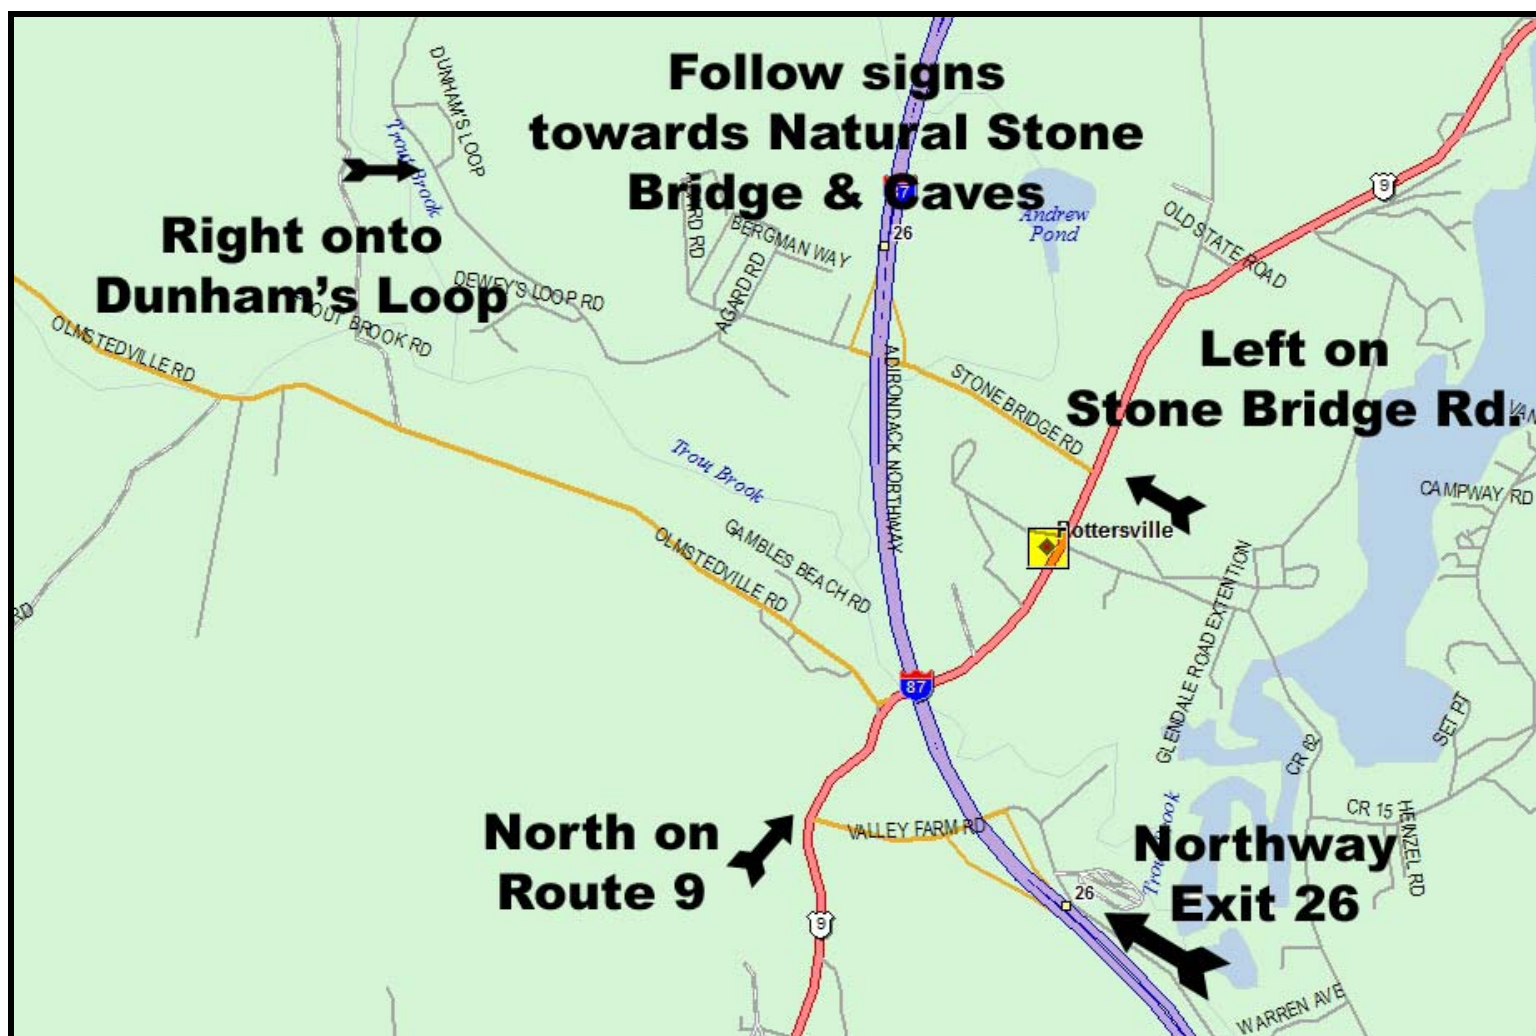 Follow signs
towards Natural Stone
Bridge & Caves
DUNHAM'S LOOP
Trout Brook
Right onto
Dunham's Loop
87
26
Andrew
Pond
9
OLD STATE ROAD
BERGMAN WAY
AGARD RD
DEWEY'S LOOP RD
BROOK RD
OLMSTEDVILLE RD
Left on
Stone Bridge Rd.
STONE BRIDGE RD
ADIRONDACK NORTHWAY
Trout Brook
CAMPWAY RD
Pottersville
GAMBLES BEACH RD
OLMSTEDVILLE RD
RD
GLENDALE ROAD EXTENTION
87
SET PT
CR 62
CR 15
HEINZEL RD
North on
Route 9
VALLEY FARM RD
Northway
Exit 26
26
9
WARREN AVE